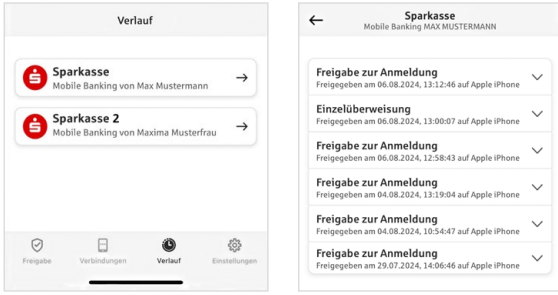 Verlauf
Sparkasse
Mobile Banking von Max Mustermann
Sparkasse 2
Mobile Banking von Maxima Musterfrau
Freigabe
Verbindungen
Verlauf
Einstellungen
Sparkasse
Mobile Banking MAX MUSTERMANN
Freigabe zur Anmeldung
Freigegeben am 06.08.2024, 13:12:46 auf Apple iPhone
Einzelüberweisung
Freigegeben am 06.08.2024, 13:00:07 auf Apple iPhone
Freigabe zur Anmeldung
Freigegeben am 06.08.2024, 12:58:43 auf Apple iPhone
Freigabe zur Anmeldung
Freigegeben am 04.08.2024, 13:19:04 auf Apple iPhone
Freigabe zur Anmeldung
Freigegeben am 04.08.2024, 10:54:47 auf Apple iPhone
Freigabe zur Anmeldung
Freigegeben am 29.07.2024, 14:06:46 auf Apple iPhone